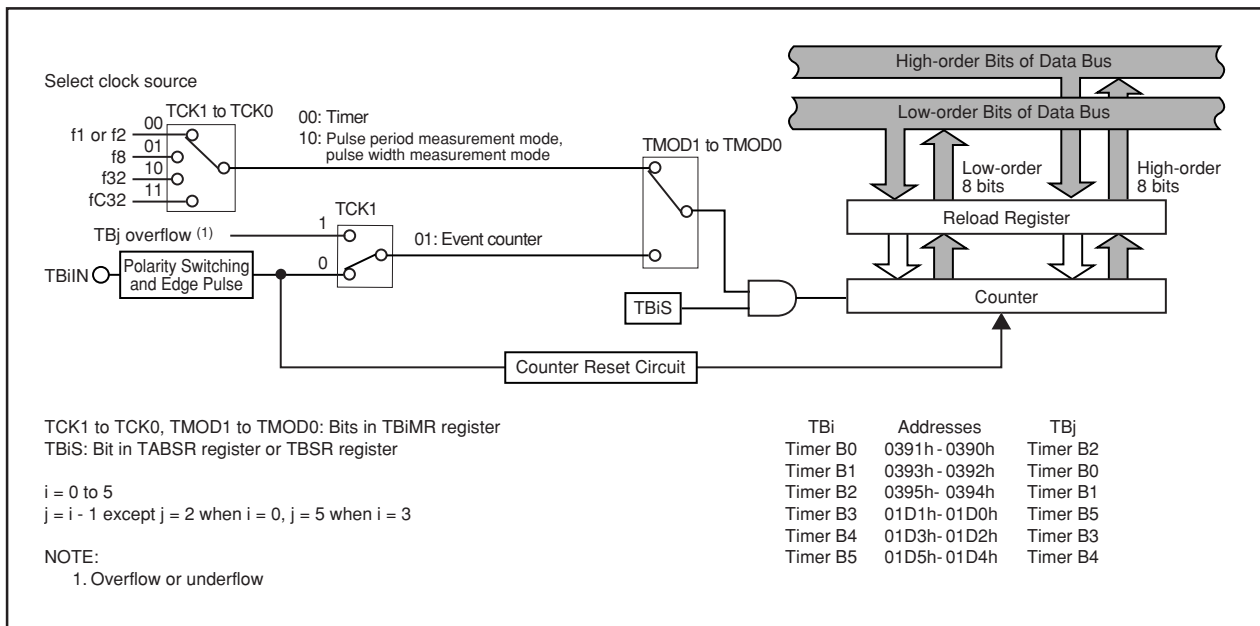 High-order Bits of Data Bus
Select clock source
TCK1 to TCK0
Low-order Bits of Data Bus
00
f1 or f2
01
f8
10
f32
11
fC32
00: Timer
10: Pulse period measurement mode,
pulse width measurement mode
TMOD1 to TMOD0
Low-order
8 bits
High-order
8 bits
TCK1
Reload Register
TBj overflow (1)
1
01: Event counter
TBiIN
Polarity Switching
and Edge Pulse
0
TBiS
Counter
Counter Reset Circuit
TCK1 to TCK0, TMOD1 to TMOD0: Bits in TBiMR register
TBiS: Bit in TABSR register or TBSR register
i = 0 to 5
j = i - 1 except j = 2 when i = 0, j = 5 when i = 3
NOTE:
1. Overflow or underflow
TBi Addresses TBj
Timer B0 0391h - 0390h Timer B2
Timer B1 0393h - 0392h Timer B0
Timer B2 0395h- 0394h Timer B1
Timer B3 01D1h- 01D0h Timer B5
Timer B4 01D3h- 01D2h Timer B3
Timer B5 01D5h- 01D4h Timer B4